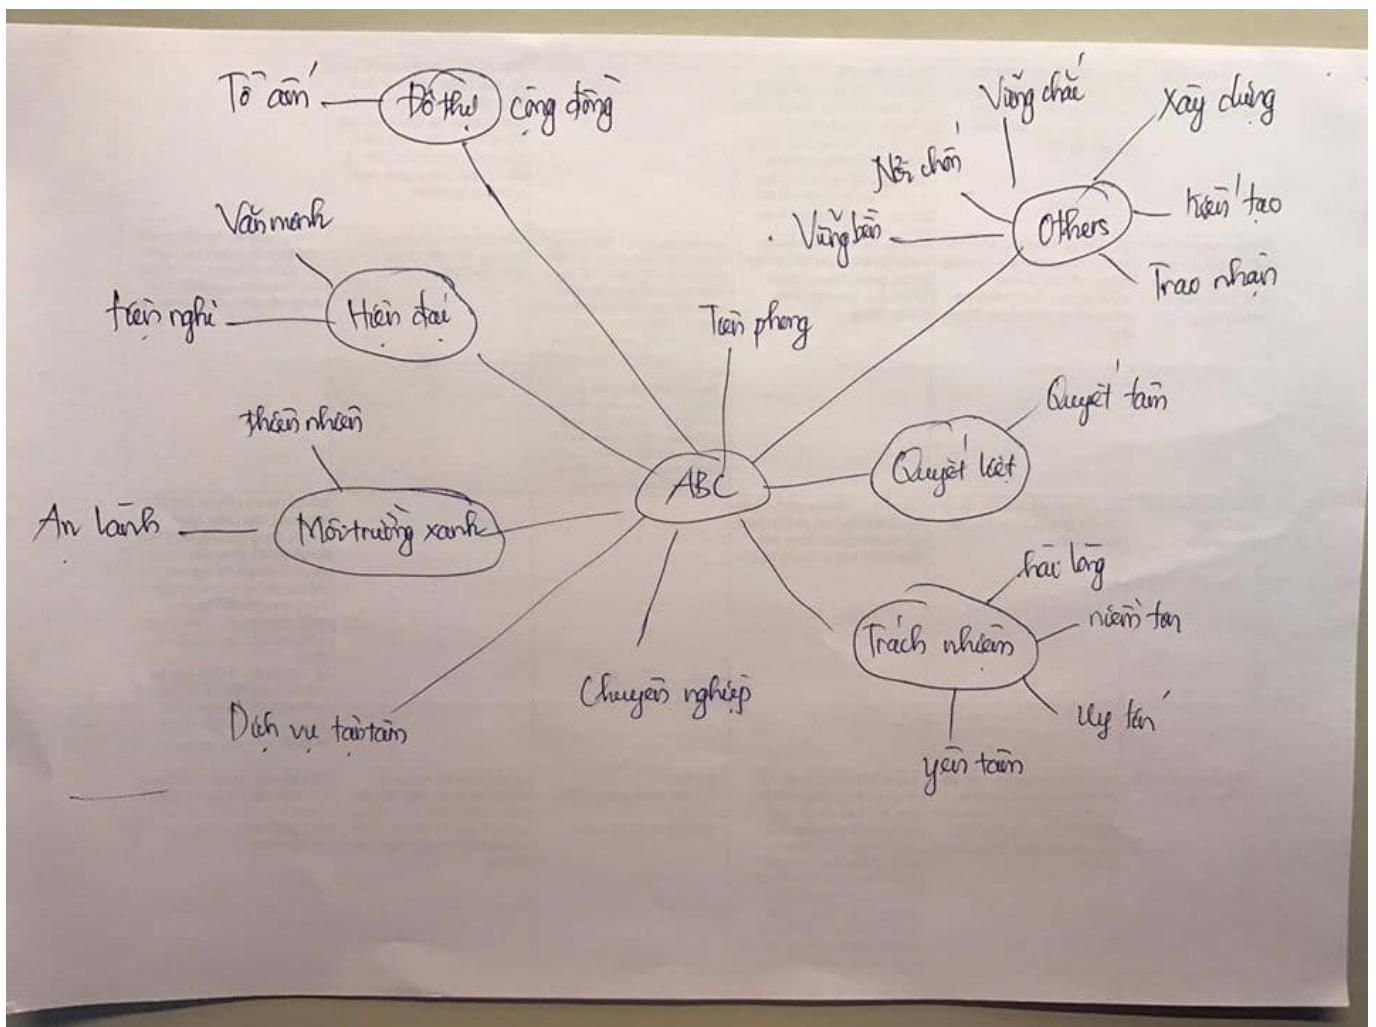 Tổ ấm
Đô thị
cộng đồng
Vững chắc
Xây dựng
Nơi chốn
Vững bền
Others
Kiến tạo
Trao nhận
Văn minh
tiện nghi
Hiện đại
Tiên phong
thiên nhiên
An lành
Môi trường xanh
ABC
Quyết tâm
Quyết liệt
hài lòng
niềm tin
Trách nhiệm
Uy tín
yên tâm
Chuyên nghiệp
Dịch vụ tận tâm